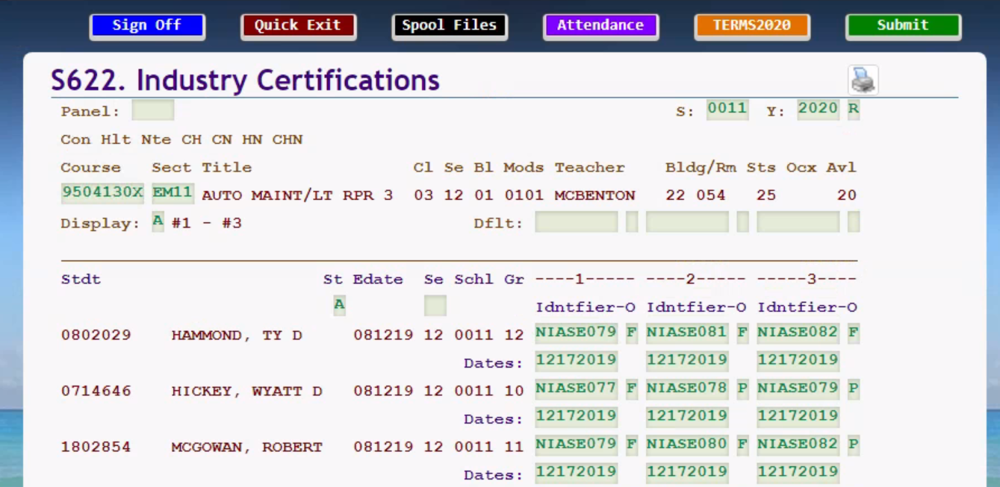 Sign Off Quick Exit Spool Files Attendance TERMS2020 Submit
S622. Industry Certifications
Panel: S: 0011 Y: 2020 R
Con Hlt Nte CH CN HN CHN
Course Sect Title Cl Se Bl Mods Teacher Bldg/Rm Sts Ocx Avl
9504130X EM11 AUTO MAINT/LT RPR 3 03 12 01 0101 MCBENTON 22 054 25 20
Display: A #1 - #3 Dflt:
Stdt St Edate Se Schl Gr ----1----- ----2----- -----3----
A Idntfier-O Idntfier-O Idntfier-O
0802029 HAMMOND, TY D 081219 12 0011 12 NIASE079 F NIASE081 F NIASE082 F
Dates: 12172019 12172019 12172019
0714646 HICKEY, WYATT D 081219 12 0011 10 NIASE077 F NIASE078 P NIASE079 P
Dates: 12172019 12172019 12172019
1802854 MCGOWAN, ROBERT 081219 12 0011 11 NIASE079 F NIASE080 F NIASE082 P
Dates: 12172019 12172019 12172019